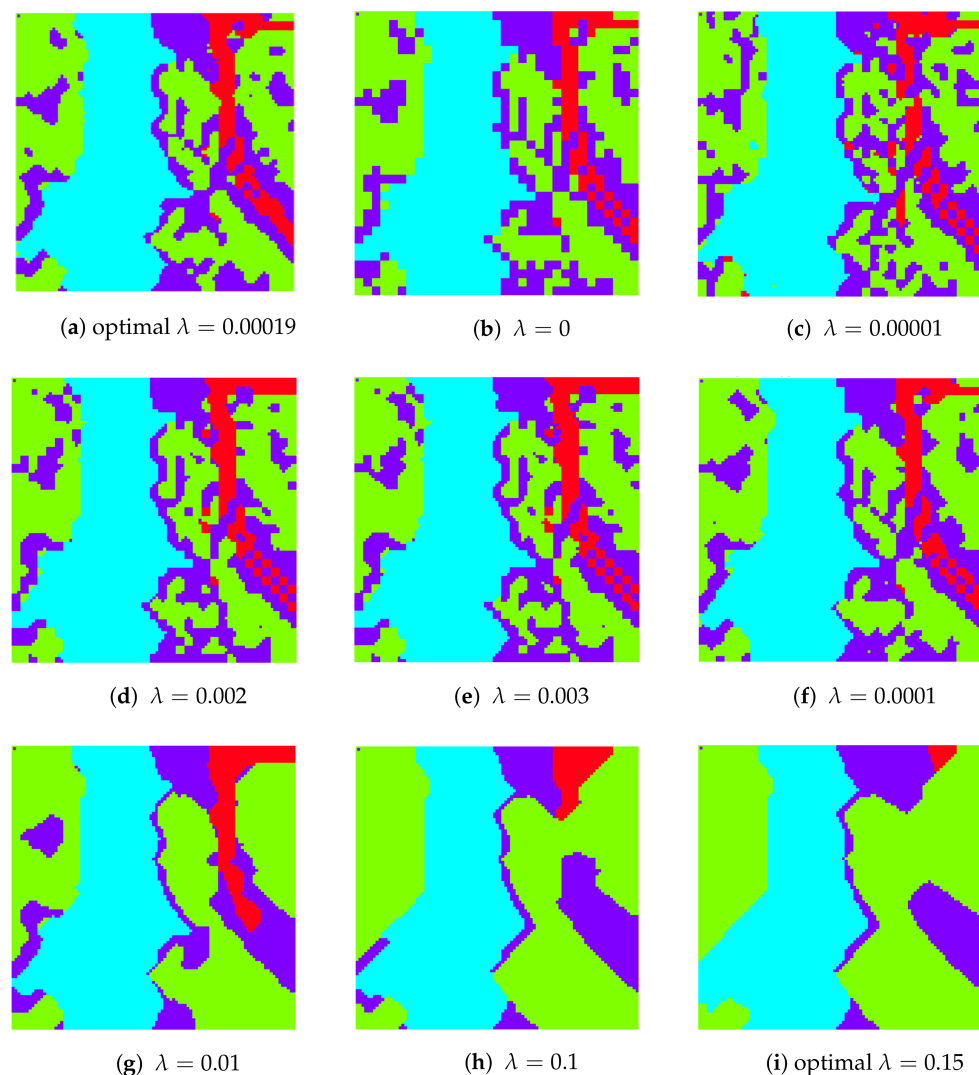 (a) optimal λ = 0.00019
(b) λ = 0
(c) λ = 0.00001
(d) λ = 0.002
(e) λ = 0.003
(f) λ = 0.0001
(g) λ = 0.01
(h) λ = 0.1
(i) optimal λ = 0.15